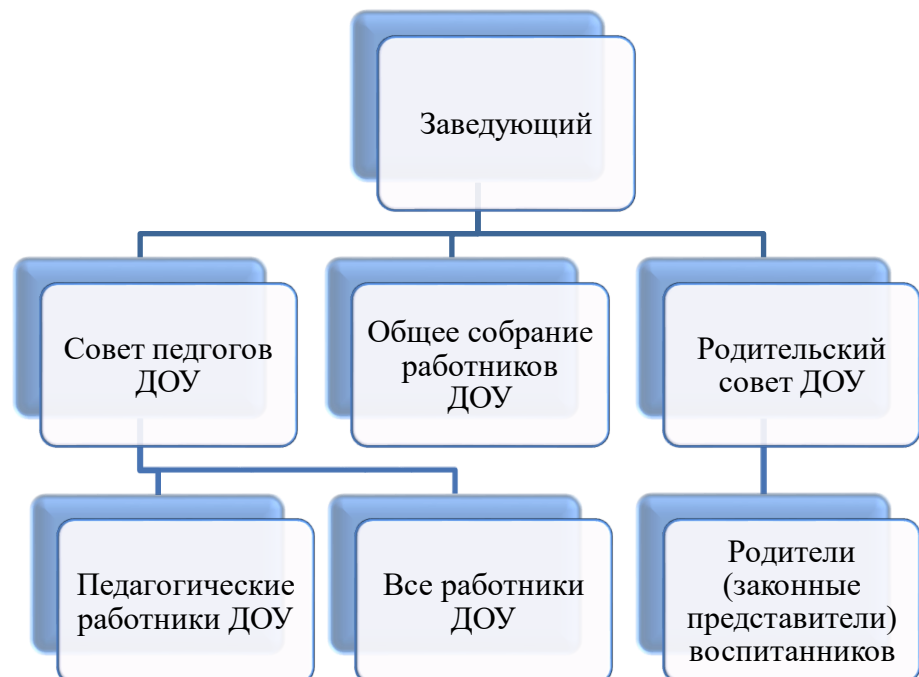 Заведующий
Совет педгогов
ДОУ
Общее собрание
работников
ДОУ
Родительский
совет ДОУ
Педагогические
работники ДОУ
Все работники
ДОУ
Родители
(законные
представители)
воспитанников